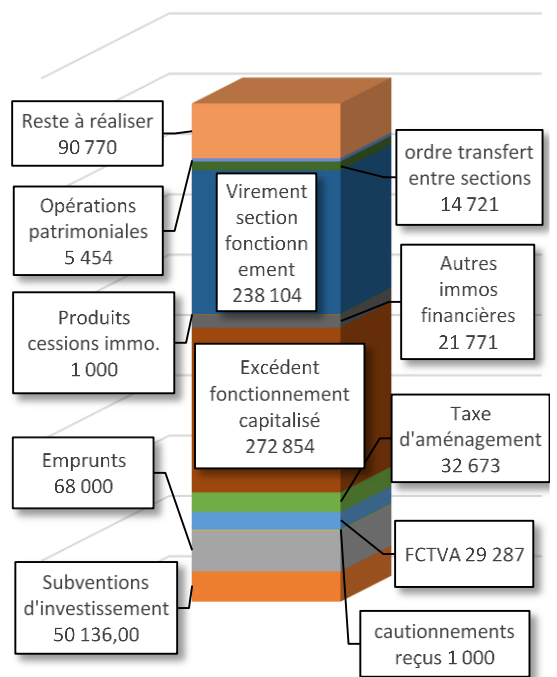 Reste à réaliser
90 770
ordre transfert
entre sections
14 721
Opérations
patrimoniales
5 454
Virement
section
fonctionn
ement
238 104
Autres
immos
financières
21 771
Produits
cessions immo.
1 000
Excédent
fonctionnement
capitalisé
272 854
Taxe
d'aménagement
32 673
Emprunts
68 000
FCTVA 29 287
Subventions
d'investissement
50 136,00
cautionnements
reçus 1 000